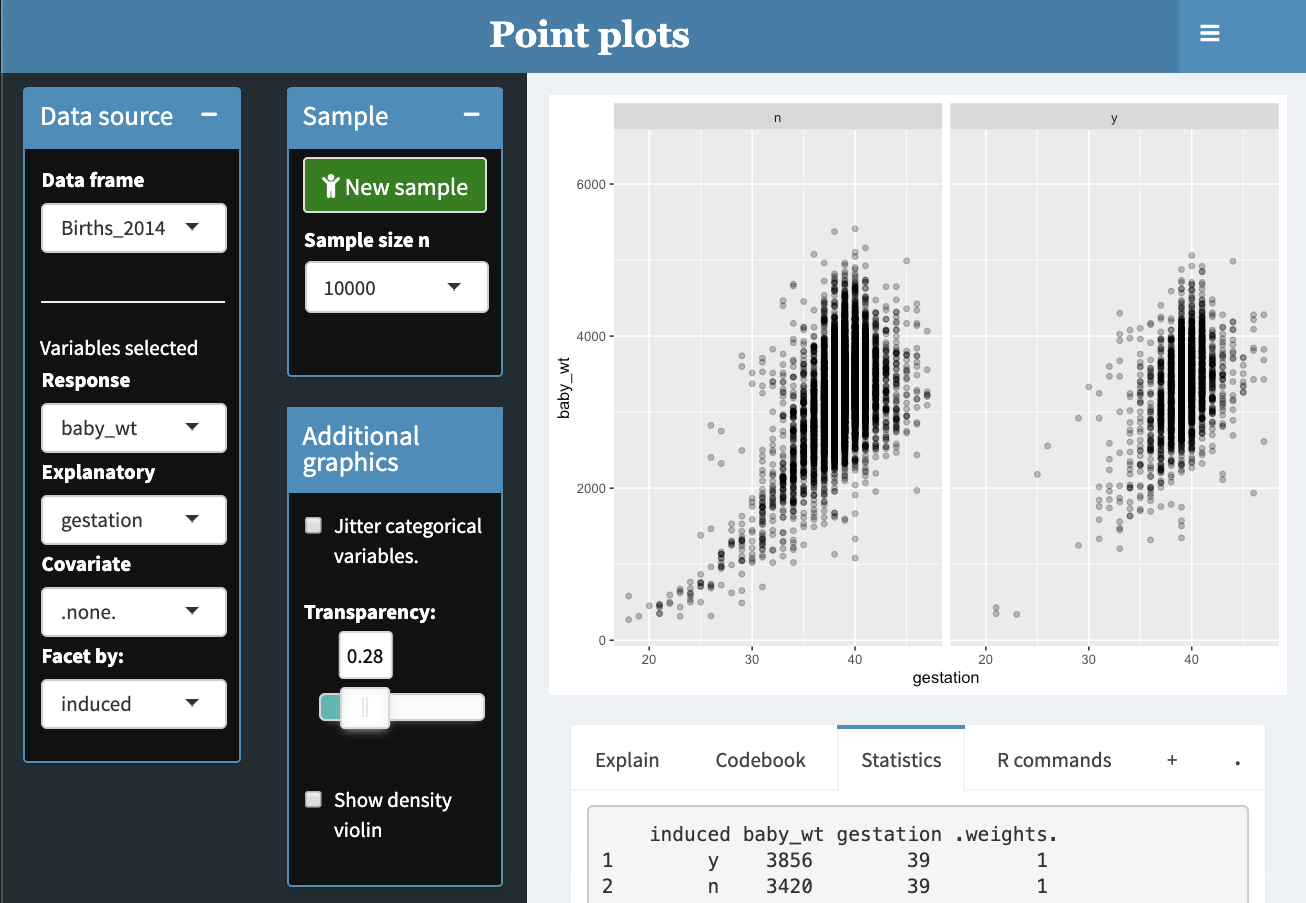 Point plots
Data source
Data frame
Births_2014
Variables selected
Response
baby_wt
Explanatory
gestation
Covariate
.none.
Facet by:
induced
Sample
New sample
Sample size n
10000
Additional
graphics
Jitter categorical
variables.
Transparency:
0.28
Show density
violin
n
y
6000
4000
2000
0
baby_wt
20 30 40
20 30 40
gestation
Explain Codebook Statistics R commands + .
induced baby_wt gestation .weights.
1 y 3856 39 1
2 n 3420 39 1